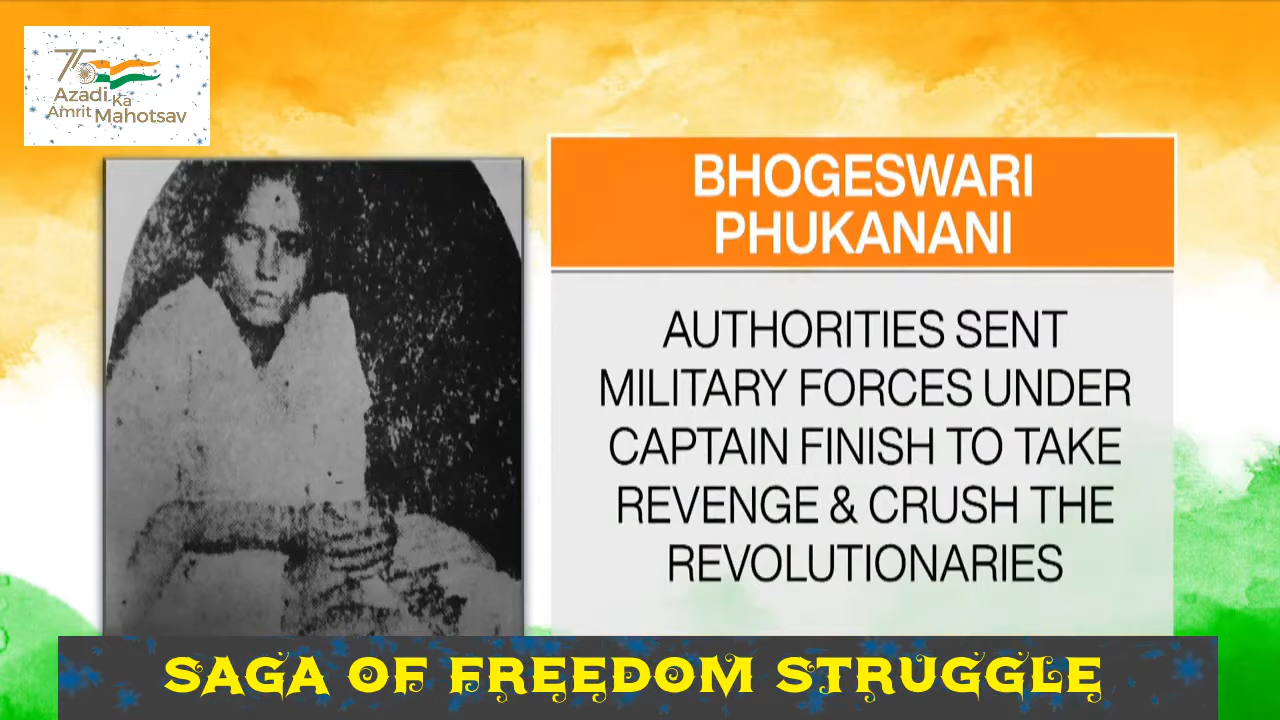 75
Azadi Ka
Amrit Mahotsav
BHOGESWARI
PHUKANANI
AUTHORITIES SENT
MILITARY FORCES UNDER
CAPTAIN FINISH TO TAKE
REVENGE & CRUSH THE
REVOLUTIONARIES
SAGA OF FREEDOM STRUGGLE